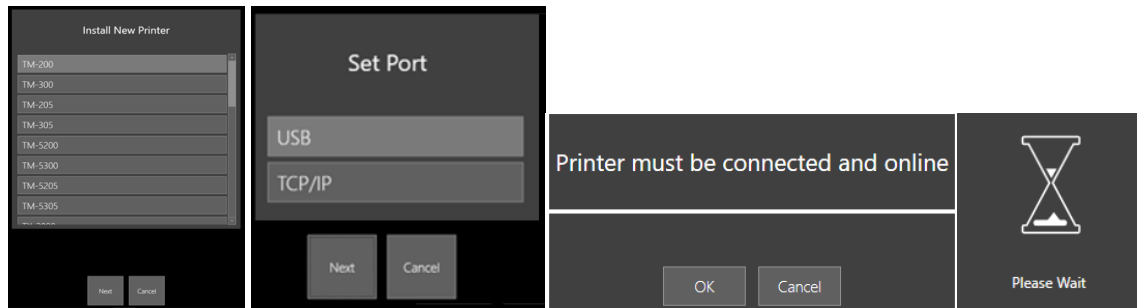 Install New Printer
TM-200
TM-300
TM-205
TM-305
TM-5200
TM-5300
TM-5205
TM-5305
Next
Cancel
Set Port
USB
TCP/IP
Next
Cancel
Printer must be connected and online
OK
Cancel
Please Wait